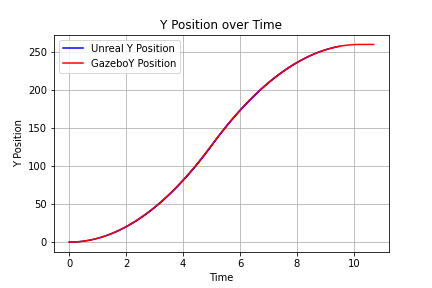 Y Position over Time
Unreal Y Position
GazeboY Position
Y Position
250
200
150
100
50
0
0 2 4 6 8 10
Time